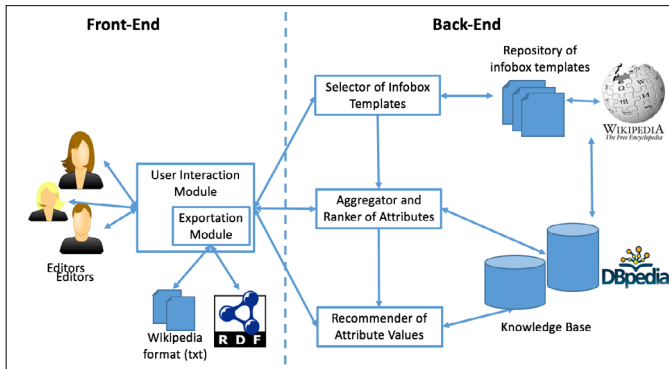 Front-End
Back-End
Repository of
infobox templates
Selector of Infobox
Templates
WIKIPEDIA
The Free Encyclopedia
User Interaction
Module
Exportation
Module
Aggregator and
Ranker of Attributes
Editors
Editors
DBpedia
Wikipedia
format (txt)
RDF
Recommender of
Attribute Values
Knowledge Base